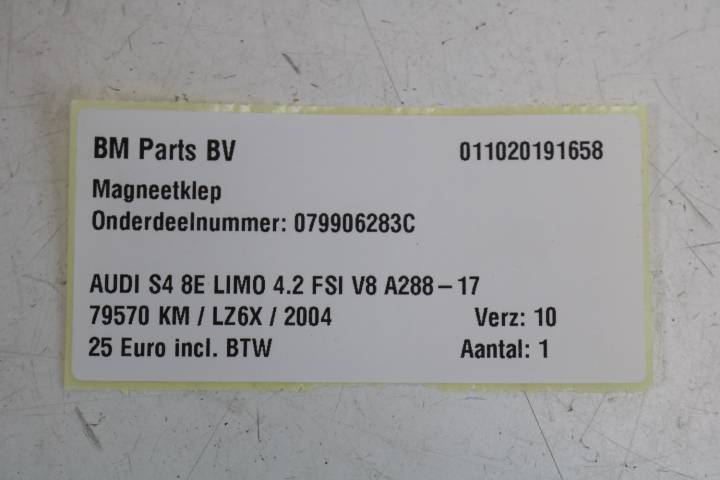 BM Parts BV 011020191658
Magneetklep
Onderdeelnummer: 079906283C
AUDI S4 8E LIMO 4.2 FSI V8 A288-17
79570 KM / LZ6X / 2004 Verz: 10
25 Euro incl. BTW Aantal: 1